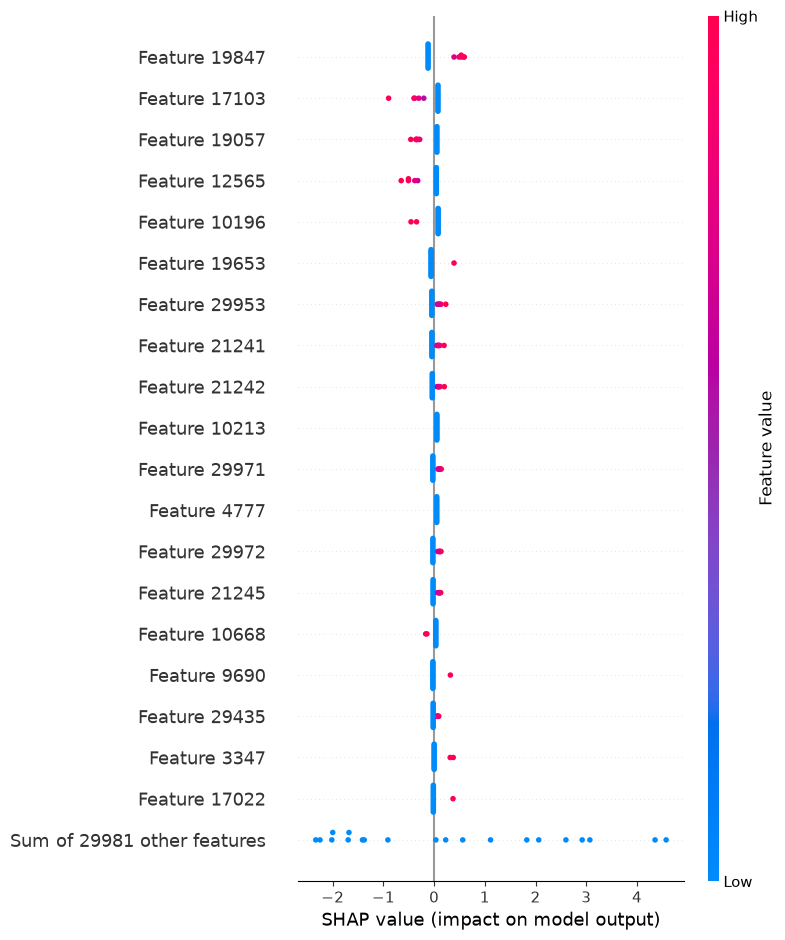 High
Feature 19847
Feature 17103
Feature 19057
Feature 12565
Feature 10196
Feature 19653
Feature 29953
Feature 21241
Feature 21242
Feature 10213
Feature 29971
Feature 4777
Feature 29972
Feature 21245
Feature 10668
Feature 9690
Feature 29435
Feature 3347
Feature 17022
Sum of 29981 other features
Feature value
Low
−2 −1 0 1 2 3 4
SHAP value (impact on model output)